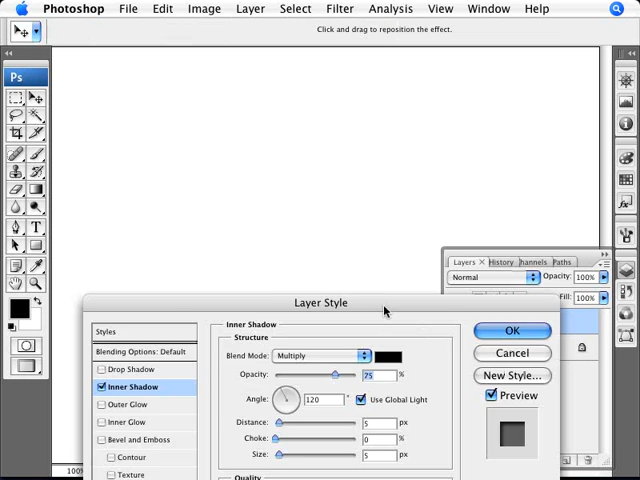 Photoshop File Edit Image Layer Select Filter Analysis View Window Help
Click and drag to reposition the effect.
Ps
Layers × History Channels Paths
Normal Opacity: 100%
Fill: 100%
Layer Style
Styles
Blending Options: Default
Drop Shadow
Inner Shadow
Outer Glow
Inner Glow
Bevel and Emboss
Contour
Texture
Inner Shadow
Structure
Blend Mode: Multiply
Opacity: 75 %
Angle: 120 ° Use Global Light
Distance: 5 px
Choke: 0 %
Size: 5 px
Quality
OK
Cancel
New Style...
Preview
100%